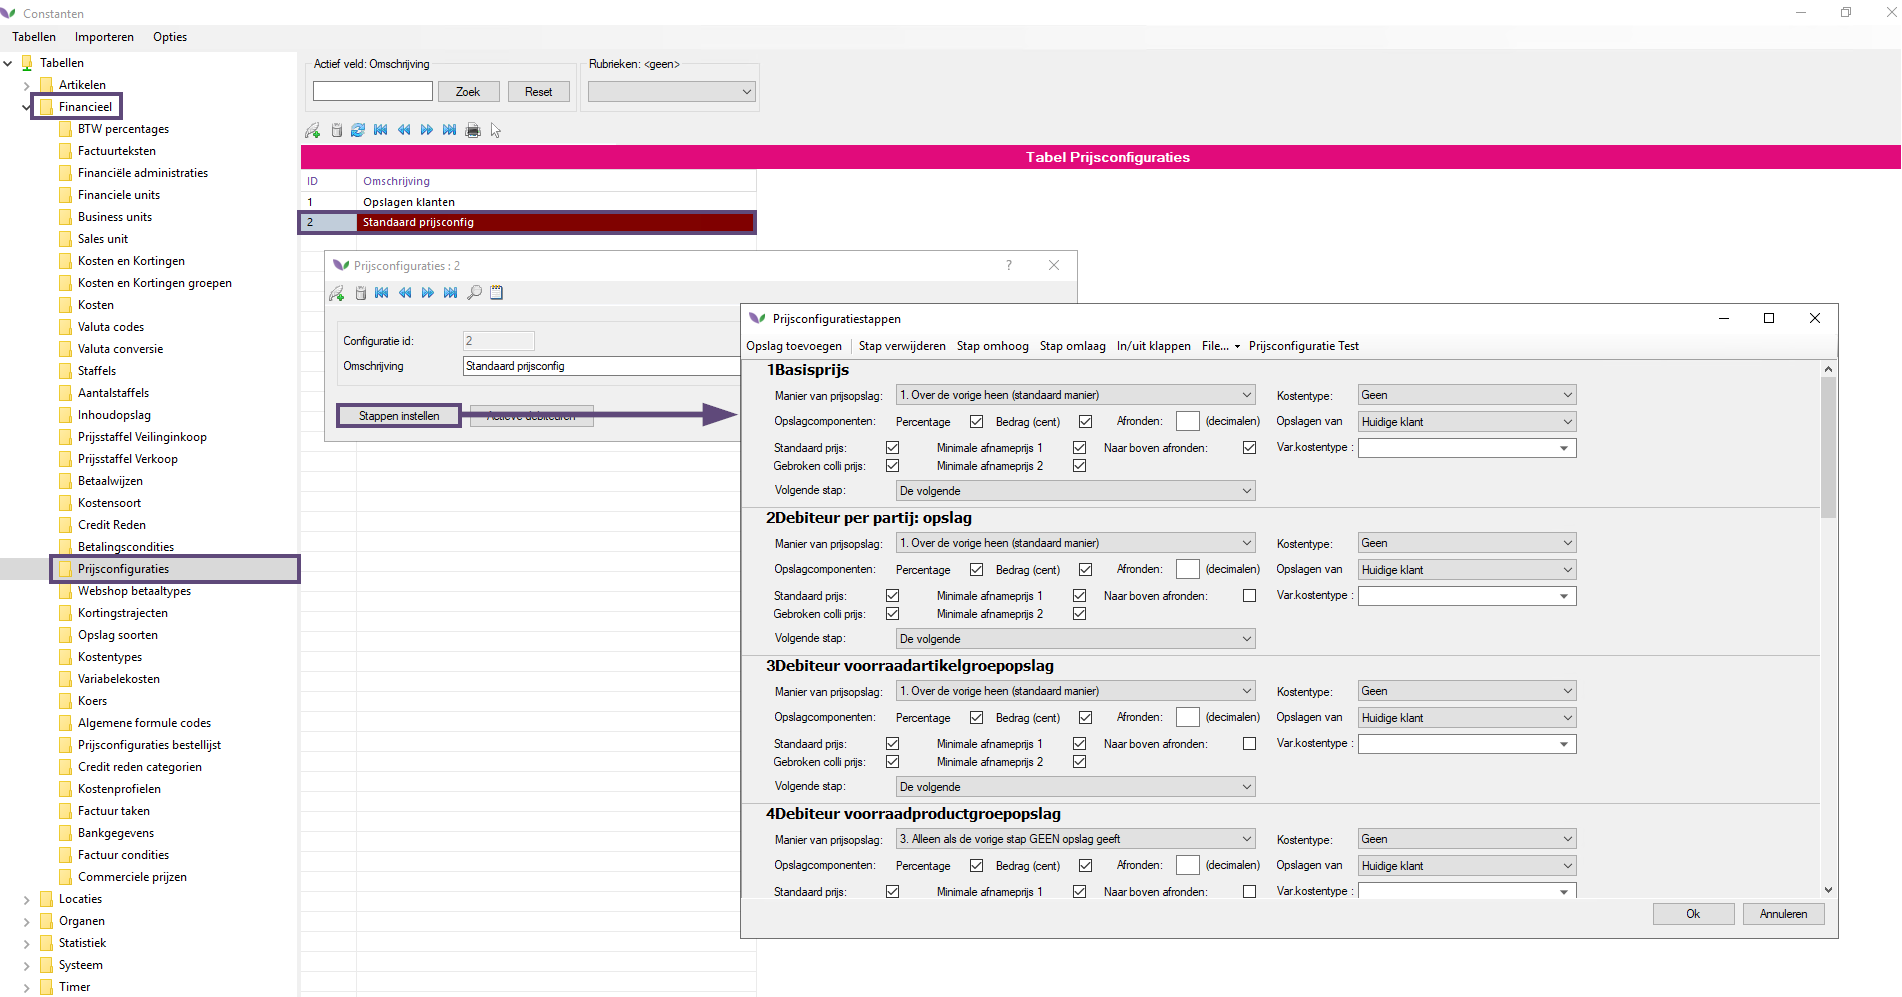 Constanten
Tabellen Importeren Opties
Tabellen
Artikelen
Financieel
BTW percentages
Factuurteksten
Financiële administraties
Financiele units
Business units
Sales unit
Kosten en Kortingen
Kosten en Kortingen groepen
Kosten
Valuta codes
Valuta conversie
Staffels
Aantalstaffels
Inhoudopslag
Prijsstaffel Veilinginkoop
Prijsstaffel Verkoop
Betaalwijzen
Kostensoort
Credit Reden
Betalingscondities
Prijsconfiguraties
Webshop betaaltypes
Kortingstrajecten
Opslag soorten
Kostentypes
Variabelekosten
Koers
Algemene formule codes
Prijsconfiguraties bestellijst
Credit reden categorien
Kostenprofielen
Factuur taken
Bankgegevens
Factuur condities
Commerciele prijzen
Locaties
Organen
Statistiek
Systeem
Timer
Actief veld: Omschrijving
Zoek Reset
Rubrieken: <geen>
Tabel Prijsconfiguraties
ID Omschrijving
1 Opslagen klanten
2 Standaard prijsconfig
Prijsconfiguraties : 2
?
Configuratie id: 2
Omschrijving Standaard prijsconfig
Stappen instellen Actieve debiteuren
Prijsconfiguratiestappen
Opslag toevoegen Stap verwijderen Stap omhoog Stap omlaag In/uit klappen File... Prijsconfiguratie Test
1Basisprijs
Manier van prijsopslag: 1. Over de vorige heen (standaard manier) Kostentype: Geen
Opslagcomponenten: Percentage Bedrag (cent) Afronden: (decimalen) Opslagen van Huidige klant
Standaard prijs: Minimale afnameprijs 1 Naar boven afronden: Var.kostentype :
Gebroken colli prijs: Minimale afnameprijs 2
Volgende stap: De volgende
2Debiteur per partij: opslag
Manier van prijsopslag: 1. Over de vorige heen (standaard manier) Kostentype: Geen
Opslagcomponenten: Percentage Bedrag (cent) Afronden: (decimalen) Opslagen van Huidige klant
Standaard prijs: Minimale afnameprijs 1 Naar boven afronden: Var.kostentype :
Gebroken colli prijs: Minimale afnameprijs 2
Volgende stap: De volgende
3Debiteur voorraadartikelgroepopslag
Manier van prijsopslag: 1. Over de vorige heen (standaard manier) Kostentype: Geen
Opslagcomponenten: Percentage Bedrag (cent) Afronden: (decimalen) Opslagen van Huidige klant
Standaard prijs: Minimale afnameprijs 1 Naar boven afronden: Var.kostentype :
Gebroken colli prijs: Minimale afnameprijs 2
Volgende stap: De volgende
4Debiteur voorraadproductgroepopslag
Manier van prijsopslag: 3. Alleen als de vorige stap GEEN opslag geeft Kostentype: Geen
Opslagcomponenten: Percentage Bedrag (cent) Afronden: (decimalen) Opslagen van Huidige klant
Standaard prijs: Minimale afnameprijs 1 Naar boven afronden: Var.kostentype :
Ok Annuleren